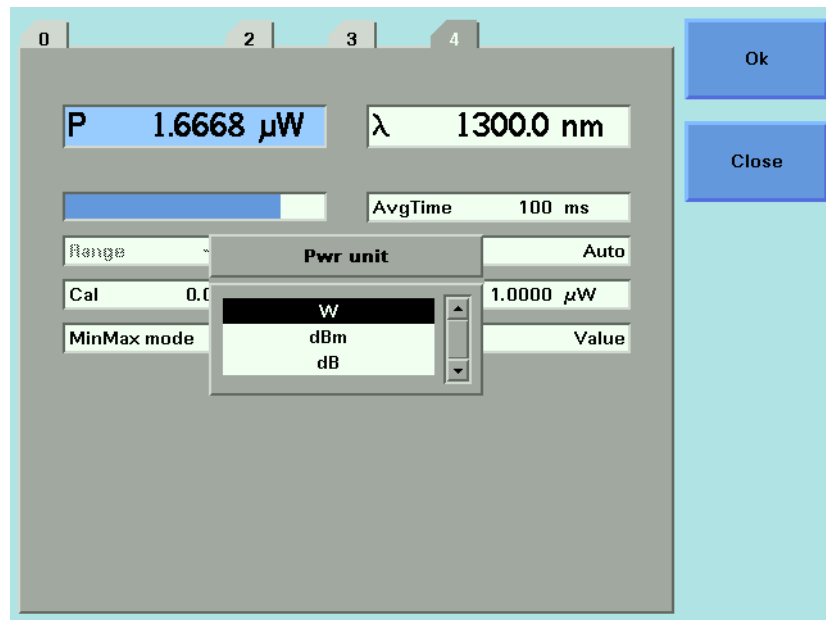 0 2 3 4
Ok
P 1.6668 µW λ 1300.0 nm
Close
AvgTime 100 ms
Range Auto
Pwr unit
Cal 1.0000 µW
W
MinMax mode dBm Value
dB